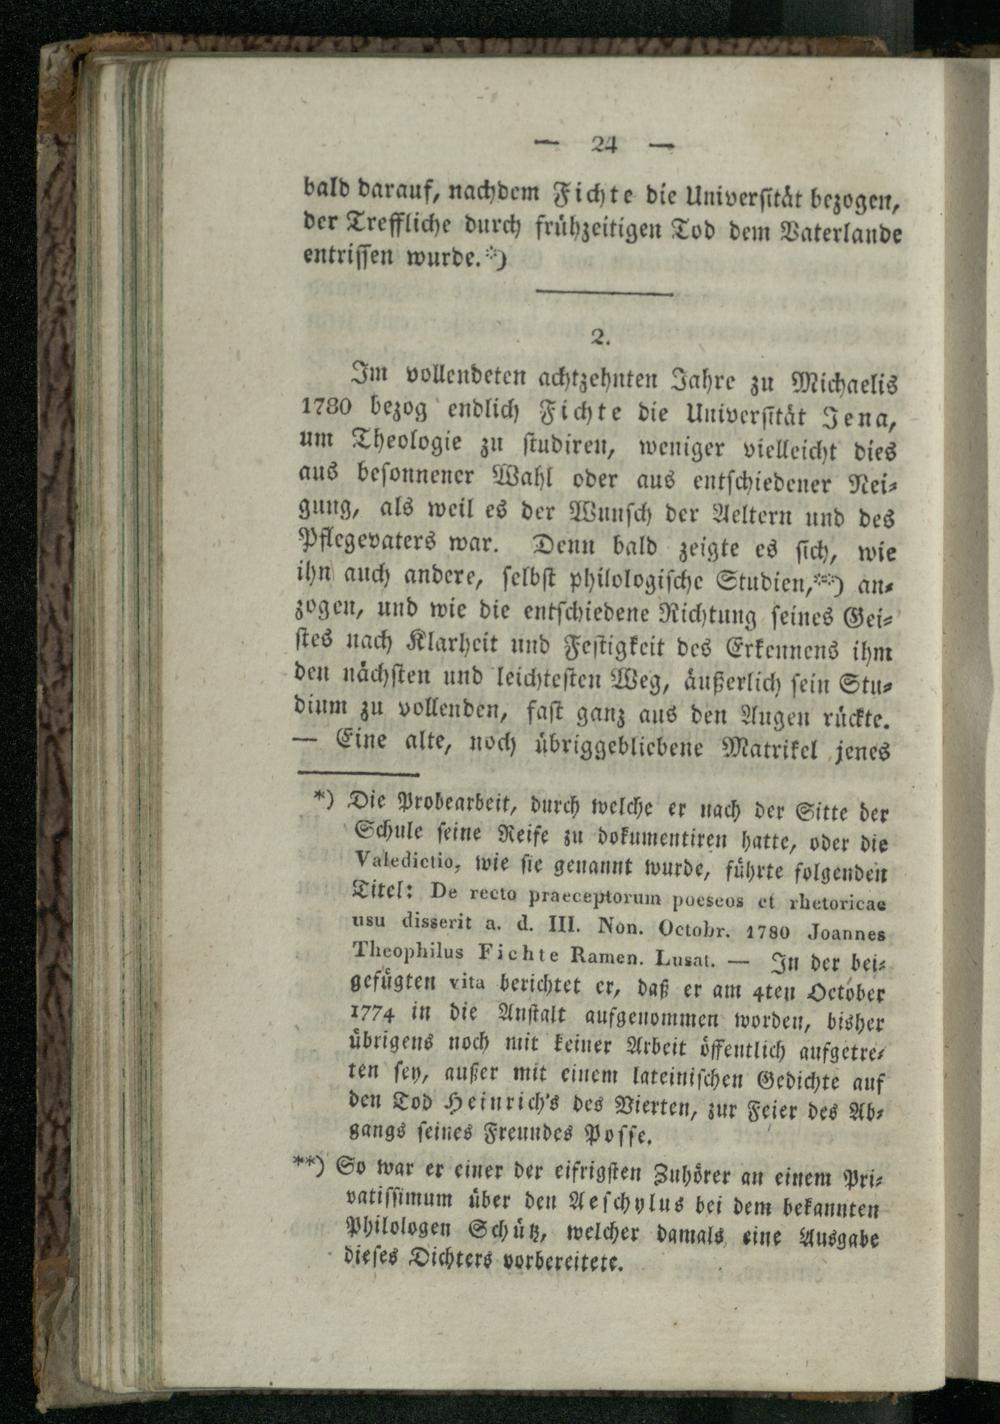 — 24 —
bald darauf, nachdem Fichte die Universität bezogen,
der Treffliche durch frühzeitigen Tod dem Vaterlande
entrissen wurde.*)
2.
Im vollendeten achtzehnten Jahre zu Michaelis
1780 bezog endlich Fichte die Universität Jena,
um Theologie zu studiren, weniger vielleicht dies
aus besonnener Wahl oder aus entschiedener Nei-
gung, als weil es der Wunsch der Aeltern und des
Pflegevaters war. Denn bald zeigte es sich, wie
ihn auch andere, selbst philologische Studien,**) an-
zogen, und wie die entschiedene Richtung seines Gei-
stes nach Klarheit und Festigkeit des Erkennens ihm
den nächsten und leichtesten Weg, äußerlich sein Stu-
dium zu vollenden, fast ganz aus den Augen rückte.
— Eine alte, noch übriggebliebene Matrikel jenes
*) Die Probearbeit, durch welche er nach der Sitte der
Schule seine Reife zu dokumentiren hatte, oder die
Valedictio, wie sie genannt wurde, führte folgenden
Titel: De recto praeceptorum poeseos et rhetoricae
usu disserit a. d. III. Non. Octobr. 1780 Joannes
Theophilus Fichte Ramen. Lusat. — In der bei-
gefügten vita berichtet er, daß er am 4ten October
1774 in die Anstalt aufgenommen worden, bisher
übrigens noch mit keiner Arbeit öffentlich aufgetre-
ten sey, außer mit einem lateinischen Gedichte auf
den Tod Heinrich's des Vierten, zur Feier des Ab-
gangs seines Freundes Posse.
**) So war er einer der eifrigsten Zuhörer an einem Pri-
vatissimum über den Aeschylus bei dem bekannten
Philologen Schütz, welcher damals eine Ausgabe
dieses Dichters vorbereitete.